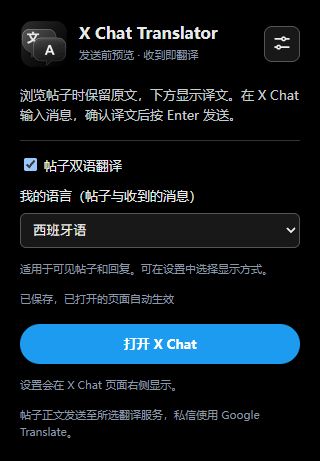 文
A
X Chat Translator
发送前预览 · 收到即翻译
浏览帖子时保留原文，下方显示译文。在 X Chat
输入消息，确认译文后按 Enter 发送。
帖子双语翻译
我的语言（帖子与收到的消息）
西班牙语
适用于可见帖子和回复。可在设置中选择显示方式。
已保存，已打开的页面自动生效
打开 X Chat
设置会在 X Chat 页面右侧显示。
帖子正文发送至所选翻译服务，私信使用 Google
Translate。